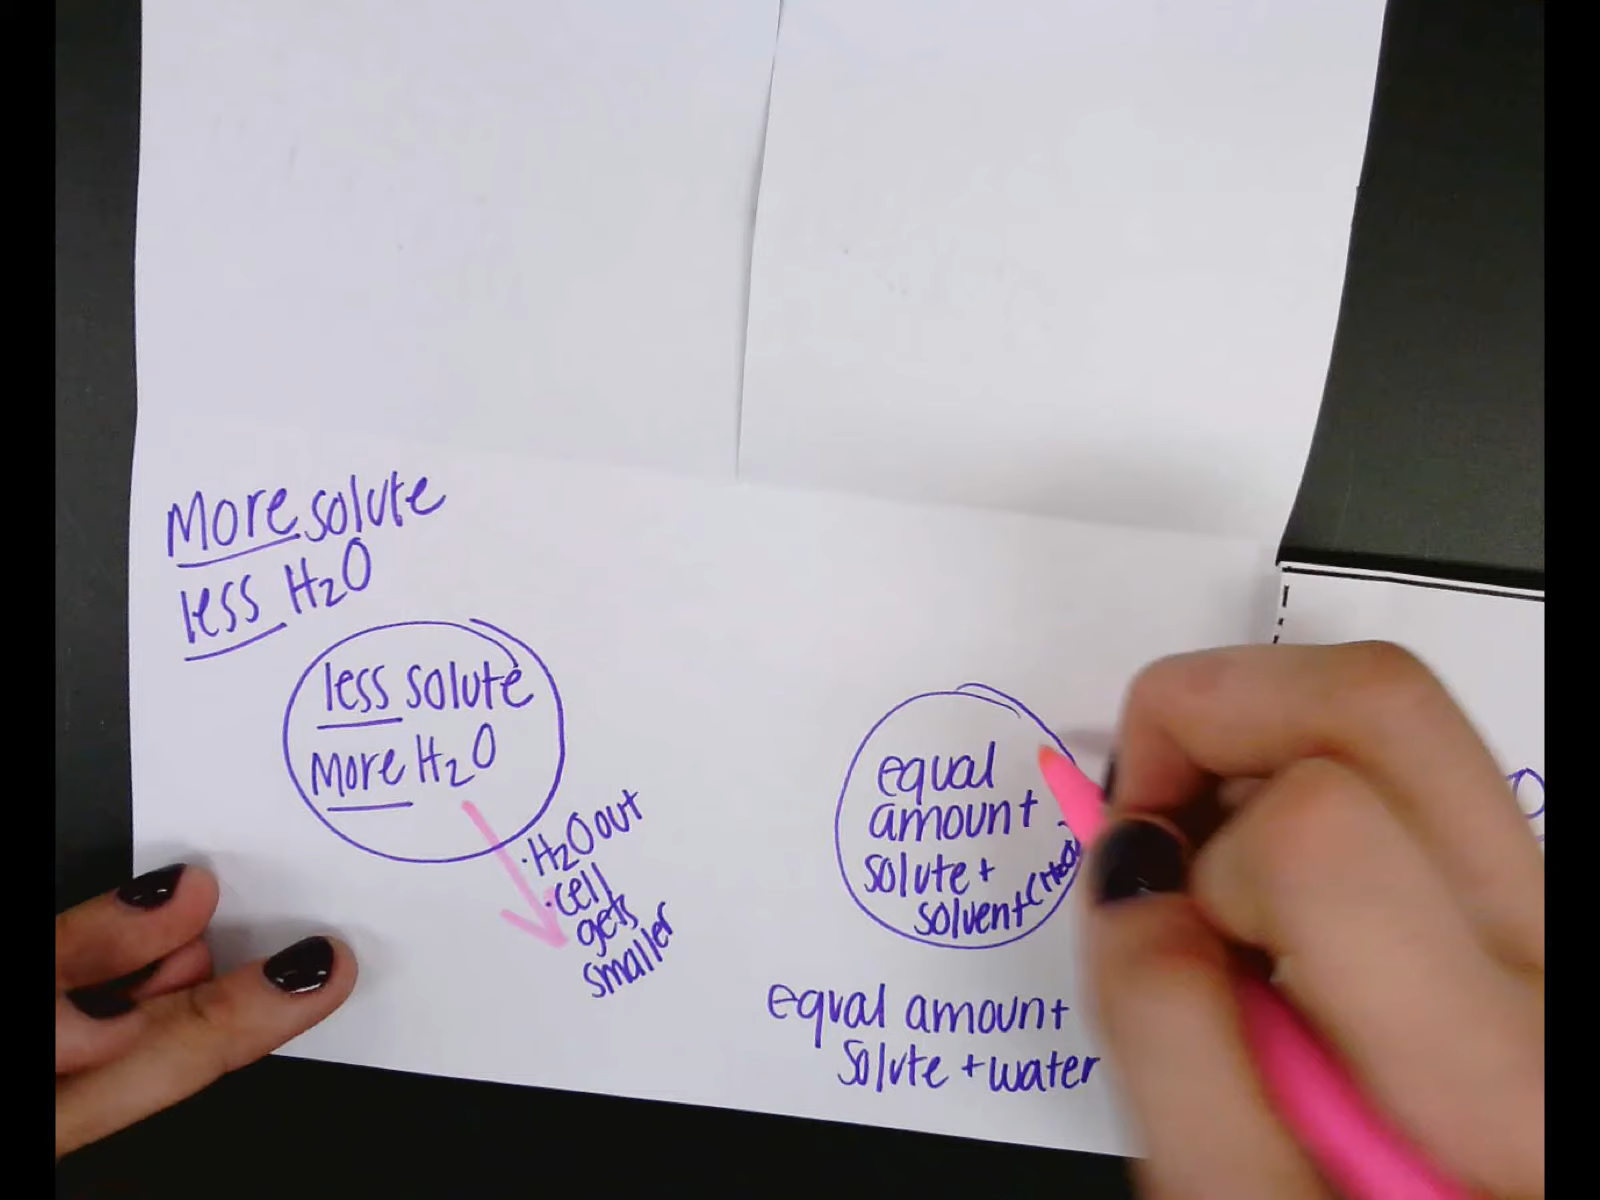 More solute
less H₂O
less solute
More H₂O
· H₂O out
· cell
gets
smaller
equal
amount
solute +
solvent
equal amount
solute + water